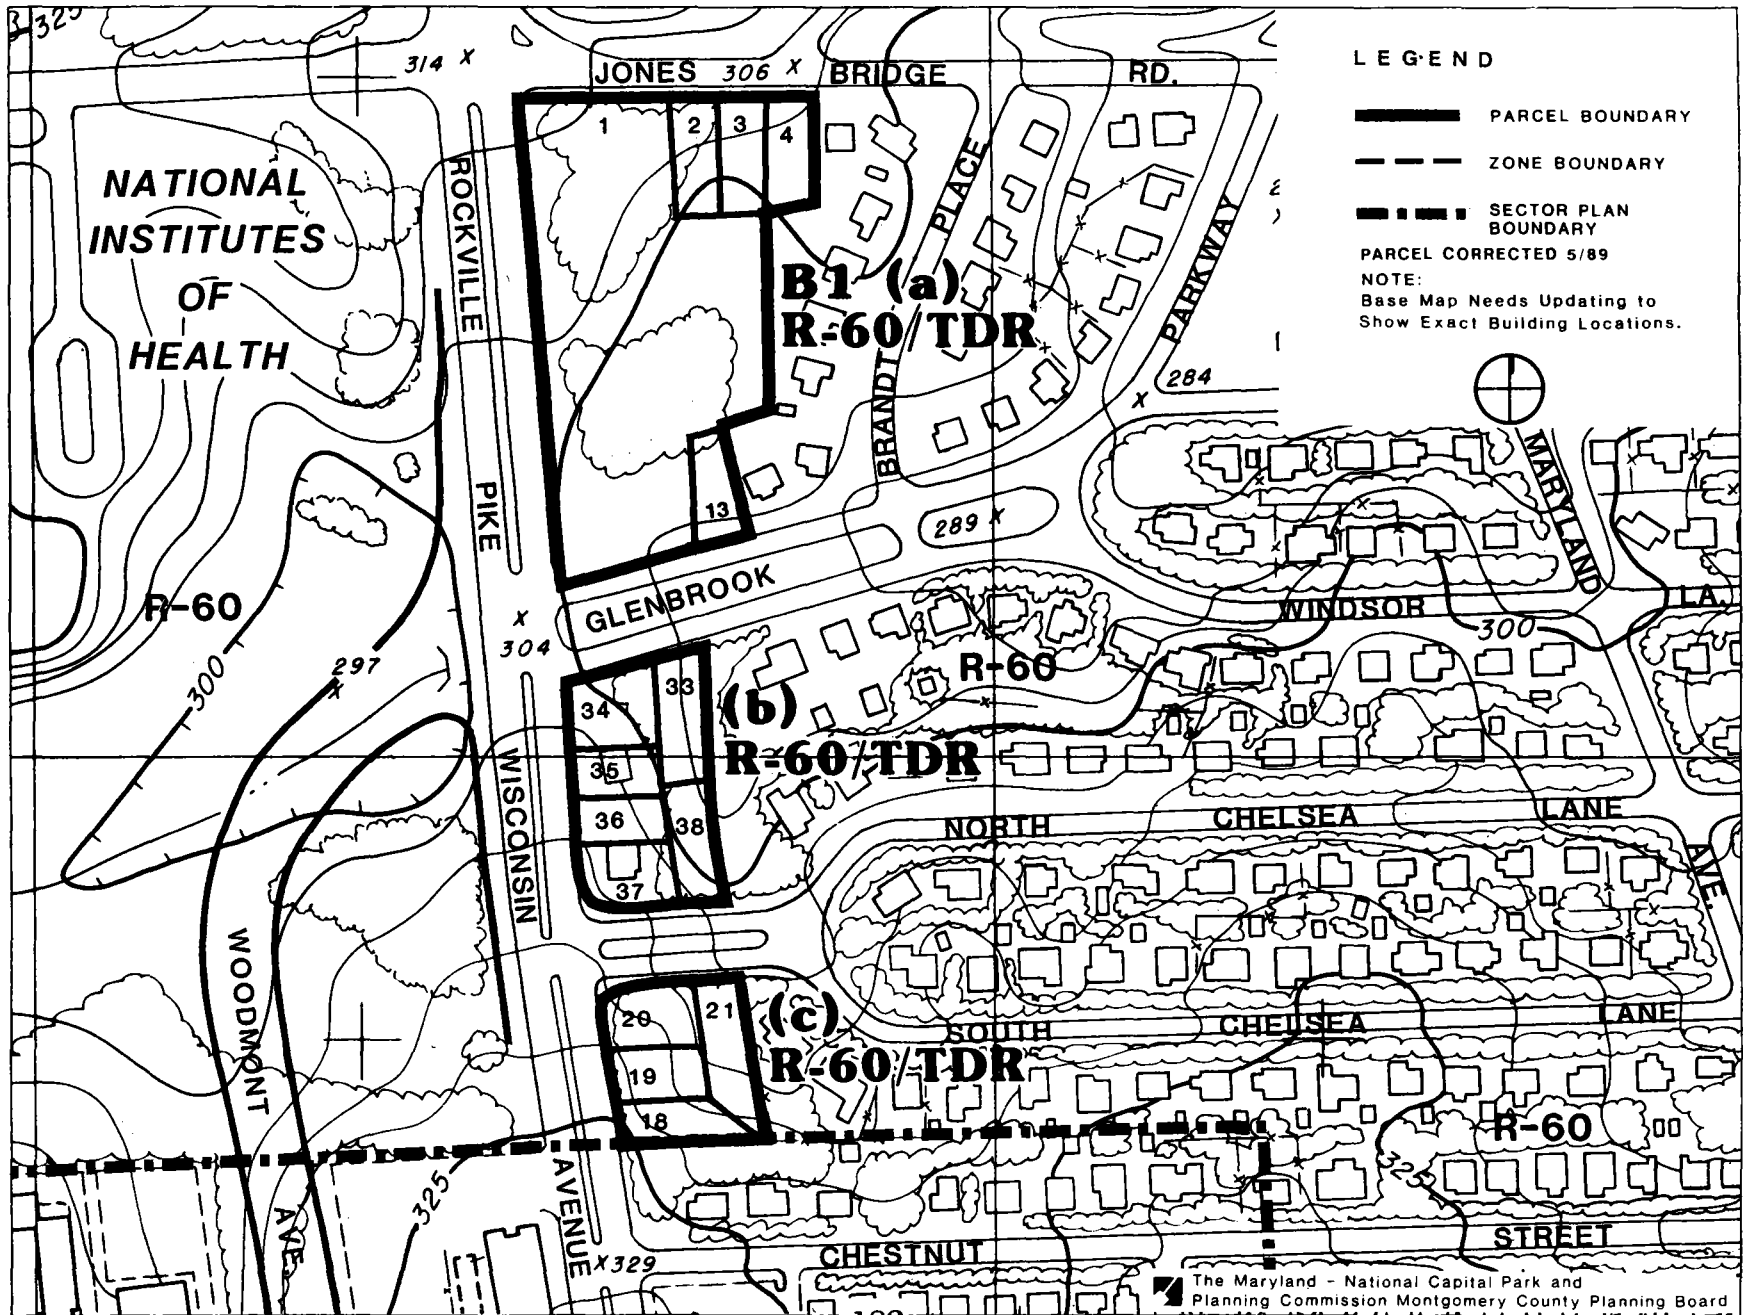 325
314 x
JONES 306 x BRIDGE RD.
LEGEND
PARCEL BOUNDARY
ZONE BOUNDARY
SECTOR PLAN
BOUNDARY
PARCEL CORRECTED 5/89
NOTE:
Base Map Needs Updating to
Show Exact Building Locations.
NATIONAL
INSTITUTES
OF
HEALTH
ROCKVILLE
PIKE
1
2
3
4
13
B1 (a)
R-60/TDR
BRANDT
PLACE
PARKWAY
284
x
289 x
GLENBROOK
x
304
R-60
300
297
x
WINDSOR
LA.
300
MARYLAND
AVE.
R-60
33
34
35
36
37
38
(b)
R-60/TDR
WISCONSIN
AVENUE
NORTH CHELSEA LANE
20
21
19
18
(c)
R-60/TDR
SOUTH CHELSEA LANE
WOODMONT
AVE.
R-60
325
325
x 329
CHESTNUT STREET
The Maryland - National Capital Park and
Planning Commission Montgomery County Planning Board